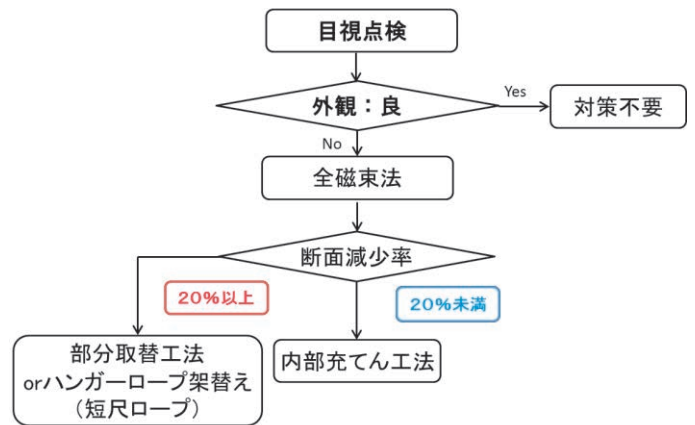 目視点検
外観：良
Yes
対策不要
No
全磁束法
断面減少率
20%以上
20%未満
部分取替工法
orハンガーロープ架替え
（短尺ロープ）
内部充てん工法